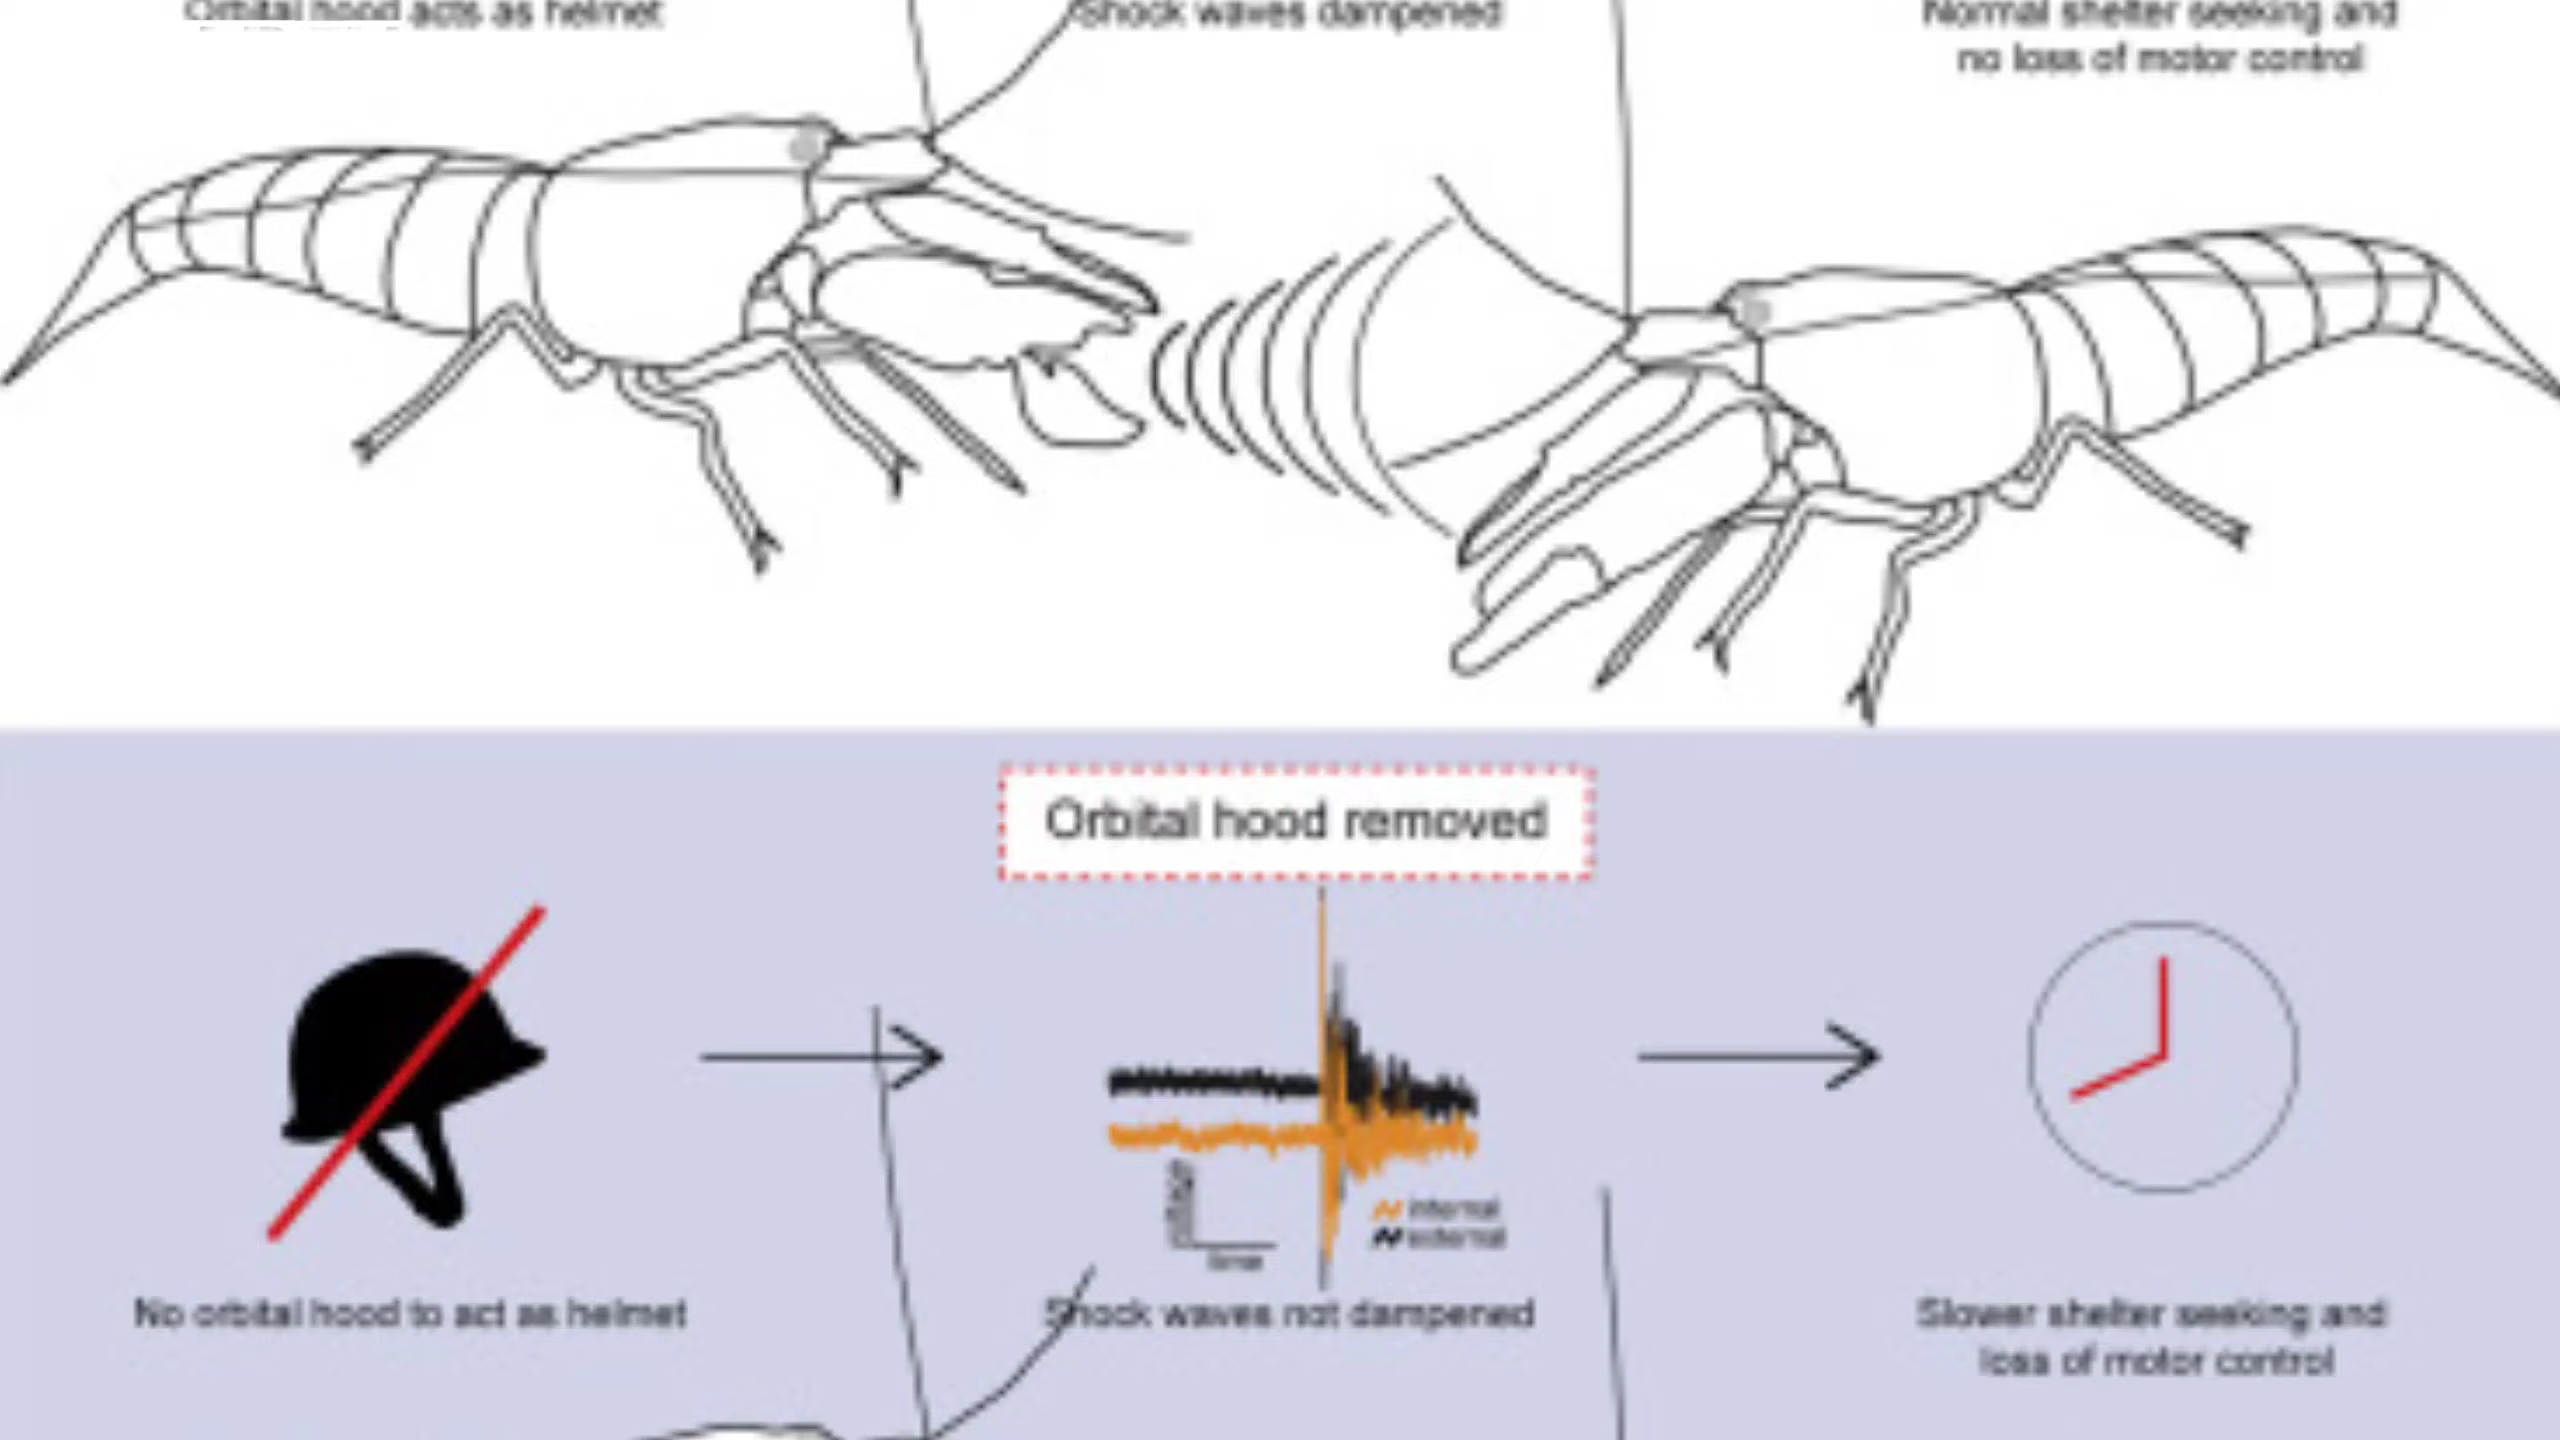 Orbital hood acts as helmet
Shock waves dampened
Normal shelter seeking and
no loss of motor control
Orbital hood removed
voltage
time
internal
external
No orbital hood to act as helmet
Shock waves not dampened
Slower shelter seeking and
loss of motor control